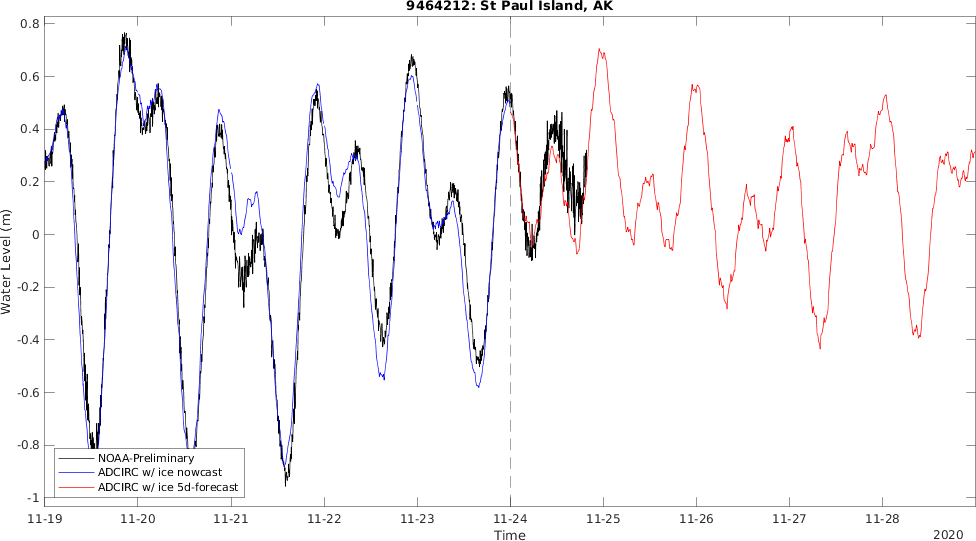 9464212: St Paul Island, AK
0.8
0.6
0.4
0.2
0
-0.2
-0.4
-0.6
-0.8
-1
Water Level (m)
NOAA-Preliminary
ADCIRC w/ ice nowcast
ADCIRC w/ ice 5d-forecast
11-19 11-20 11-21 11-22 11-23 11-24 11-25 11-26 11-27 11-28
Time
2020